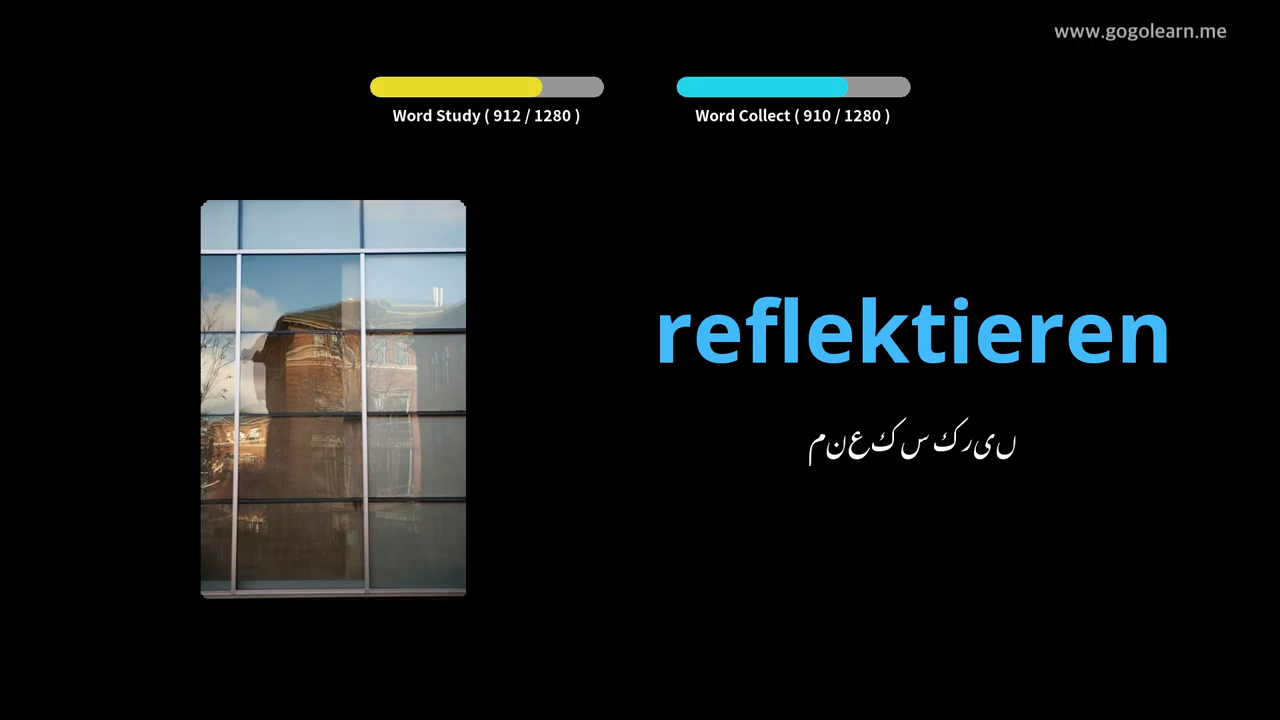 www.gogolearn.me
Word Study ( 912 / 1280 )
Word Collect ( 910 / 1280 )
reflektieren
منعکس کریں